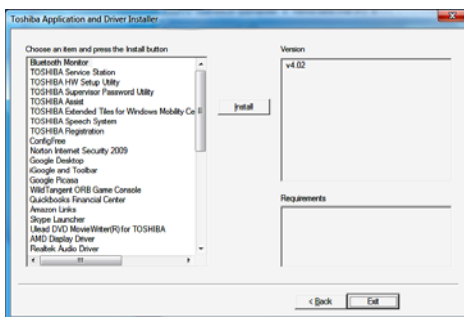 Toshiba Application and Driver Installer
Choose an item and press the Install button
Bluetooth Monitor
TOSHIBA Service Station
TOSHIBA HW Setup Utility
TOSHIBA Supervisor Password Utility
TOSHIBA Assist
TOSHIBA Extended Tiles for Windows Mobility Ce
TOSHIBA Speech System
TOSHIBA Registration
ConfigFree
Norton Internet Security 2009
Google Desktop
iGoogle and Toolbar
Google Picasa
WildTangent ORB Game Console
Quickbooks Financial Center
Amazon Links
Skype Launcher
Ulead DVD MovieWriter(R) for TOSHIBA
AMD Display Driver
Realtek Audio Driver
Install
Version
v4.02
Requirements
< Back
Exit